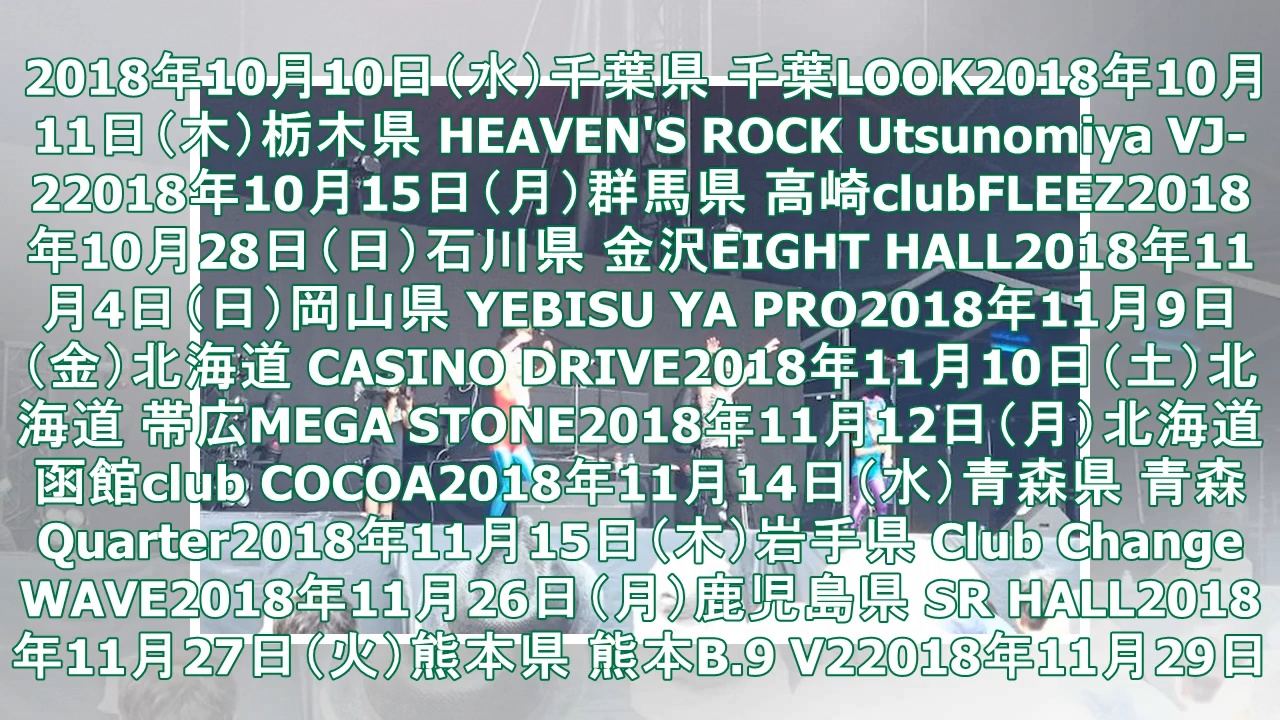 2018年10月10日（水）千葉県 千葉LOOK2018年10月
11日（木）栃木県 HEAVEN'S ROCK Utsunomiya VJ-
22018年10月15日（月）群馬県 高崎clubFLEEZ2018
年10月28日（日）石川県 金沢EIGHT HALL2018年11
月4日（日）岡山県 YEBISU YA PRO2018年11月9日
（金）北海道 CASINO DRIVE2018年11月10日（土）北
海道 帯広MEGA STONE2018年11月12日（月）北海道
函館club COCOA2018年11月14日（水）青森県 青森
Quarter2018年11月15日（木）岩手県 Club Change
WAVE2018年11月26日（月）鹿児島県 SR HALL2018
年11月27日（火）熊本県 熊本B.9 V22018年11月29日